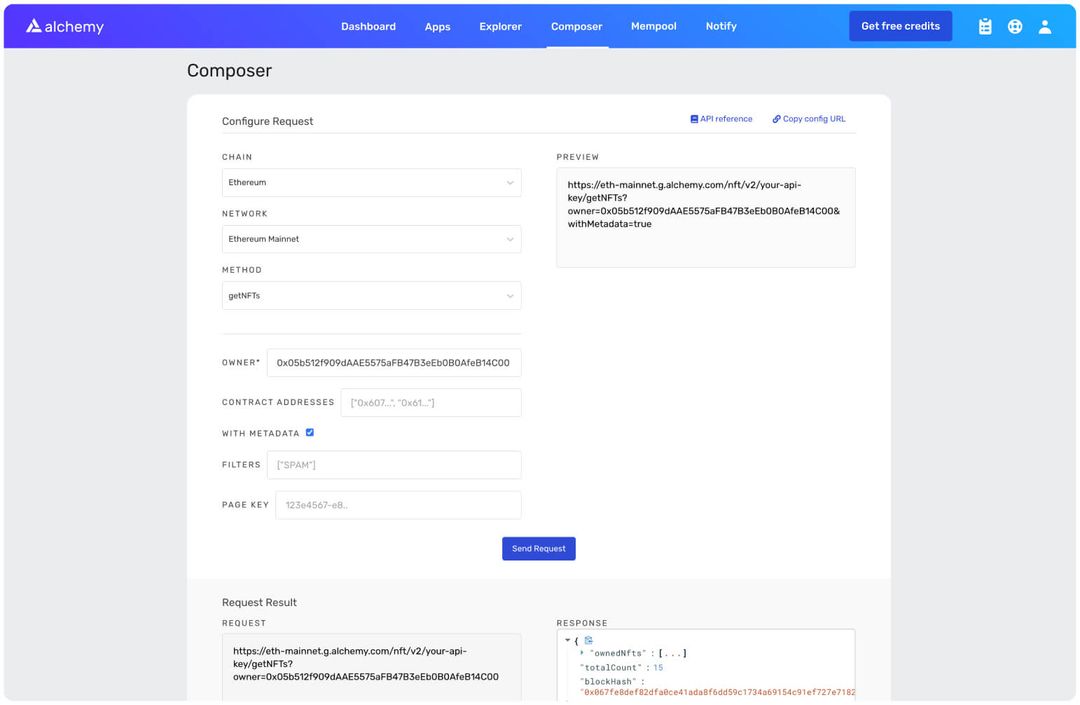 alchemy
Dashboard Apps Explorer Composer Mempool Notify Get free credits
Composer
Configure Request
API reference Copy config URL
CHAIN
Ethereum
NETWORK
Ethereum Mainnet
METHOD
getNFTs
OWNER* 0x05b512f909dAAE5575aFB47B3eEb0B0AfeB14C00
CONTRACT ADDRESSES ["0x607...", "0x61..."]
WITH METADATA
FILTERS ["SPAM"]
PAGE KEY 123e4567-e8..
PREVIEW
https://eth-mainnet.g.alchemy.com/nft/v2/your-api-
key/getNFTs?
owner=0x05b512f909dAAE5575aFB47B3eEb0B0AfeB14C00&
withMetadata=true
Send Request
Request Result
REQUEST
https://eth-mainnet.g.alchemy.com/nft/v2/your-api-
key/getNFTs?
owner=0x05b512f909dAAE5575aFB47B3eEb0B0AfeB14C00
RESPONSE
{
"ownedNfts" : [...]
"totalCount" : 15
"blockHash" :
"0x067fe8def82dfa0ce41ada8f6dd59c1734a69154c91ef727e7182